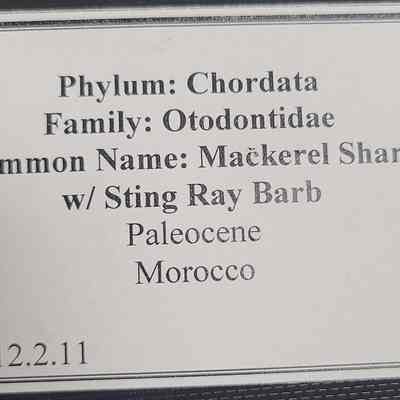 Phylum: Chordata
Family: Otodontidae
mmon Name: Mackerel Shar
w/ Sting Ray Barb
Paleocene
Morocco
12.2.11